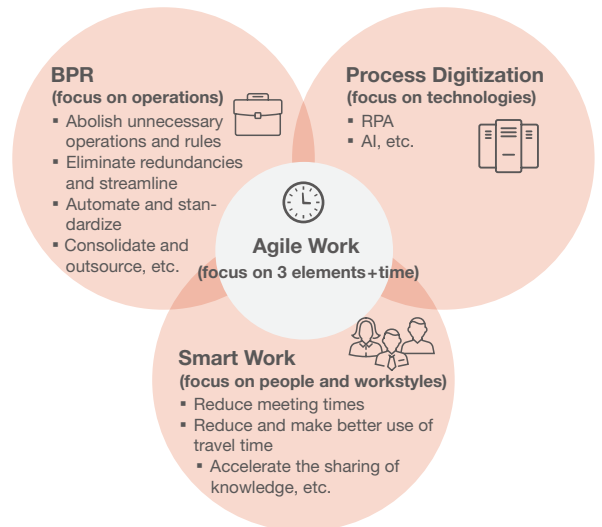 BPR
(focus on operations)
▪ Abolish unnecessary
operations and rules
▪ Eliminate redundancies
and streamline
▪ Automate and stan-
dardize
▪ Consolidate and
outsource, etc.
Process Digitization
(focus on technologies)
▪ RPA
▪ AI, etc.
Agile Work
(focus on 3 elements+time)
Smart Work
(focus on people and workstyles)
▪ Reduce meeting times
▪ Reduce and make better use of
travel time
▪ Accelerate the sharing of
knowledge, etc.